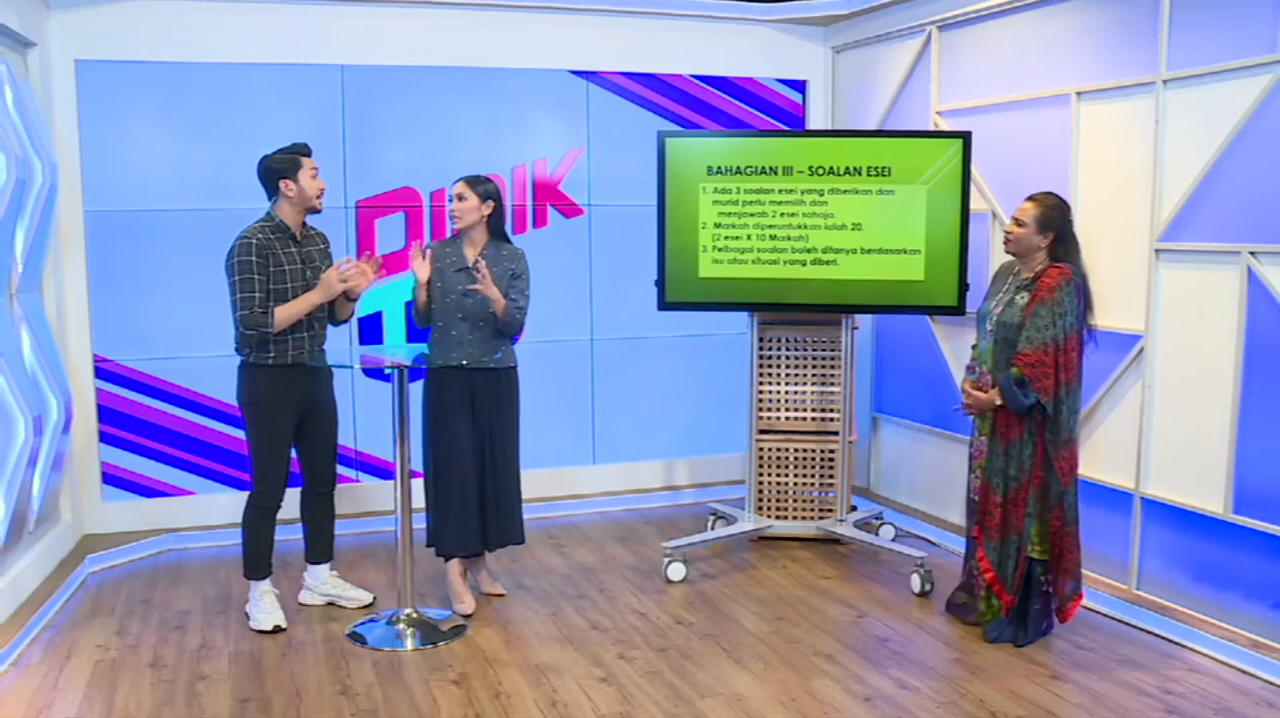 DIDIK
BAHAGIAN III – SOALAN ESEI
1. Ada 3 soalan esei yang diberikan dan
murid perlu memilih dan
menjawab 2 esei sahaja.
2. Markah diperuntukkan ialah 20.
(2 esei X 10 Markah)
3. Pelbagai soalan boleh ditanya berdasarkan
isu atau situasi yang diberi.